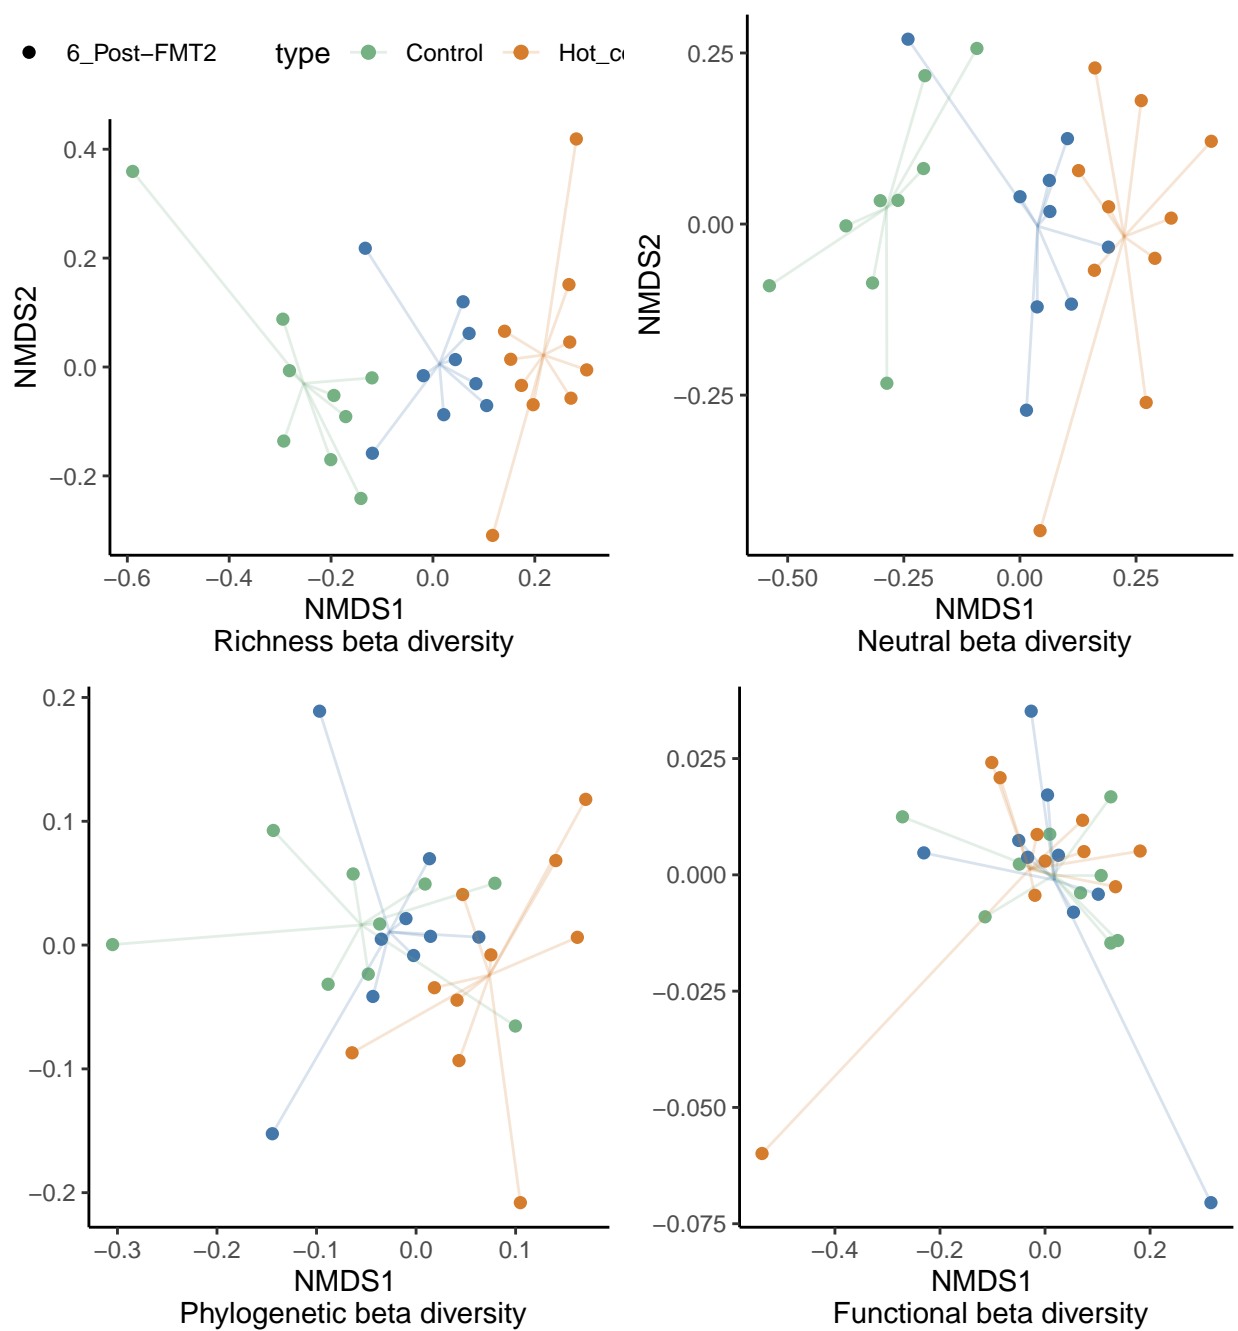 6_Post−FMT2 type Control Hot_c
0.4
0.2
0.0
−0.2
NMDS2
−0.6 −0.4 −0.2 0.0 0.2
NMDS1
Richness beta diversity
0.25
0.00
−0.25
NMDS2
−0.50 −0.25 0.00 0.25
NMDS1
Neutral beta diversity
0.2
0.1
0.0
−0.1
−0.2
−0.3 −0.2 −0.1 0.0 0.1
NMDS1
Phylogenetic beta diversity
0.025
0.000
−0.025
−0.050
−0.075
−0.4 −0.2 0.0 0.2
NMDS1
Functional beta diversity